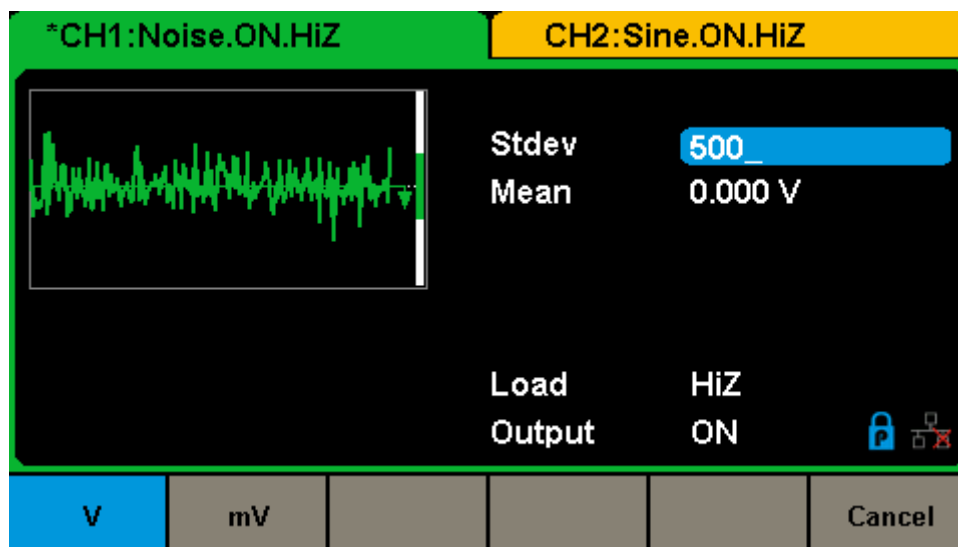 *CH1:Noise.ON.HiZ
CH2:Sine.ON.HiZ
Stdev 500_
Mean 0.000 V
Load HiZ
Output ON
P
V mV Cancel